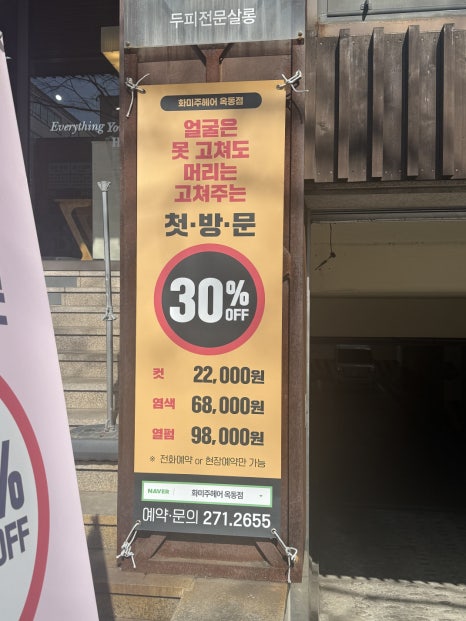 두피전문살롱
Everything
화미주헤어 옥동점
얼굴은
못 고쳐도
머리는
고쳐주는
첫·방·문
30% OFF
컷 22,000원
염색 68,000원
열펌 98,000원
※ 전화예약 or 현장예약만 가능
NAVER 화미주헤어 옥동점
예약·문의 271.2655
%
OFF